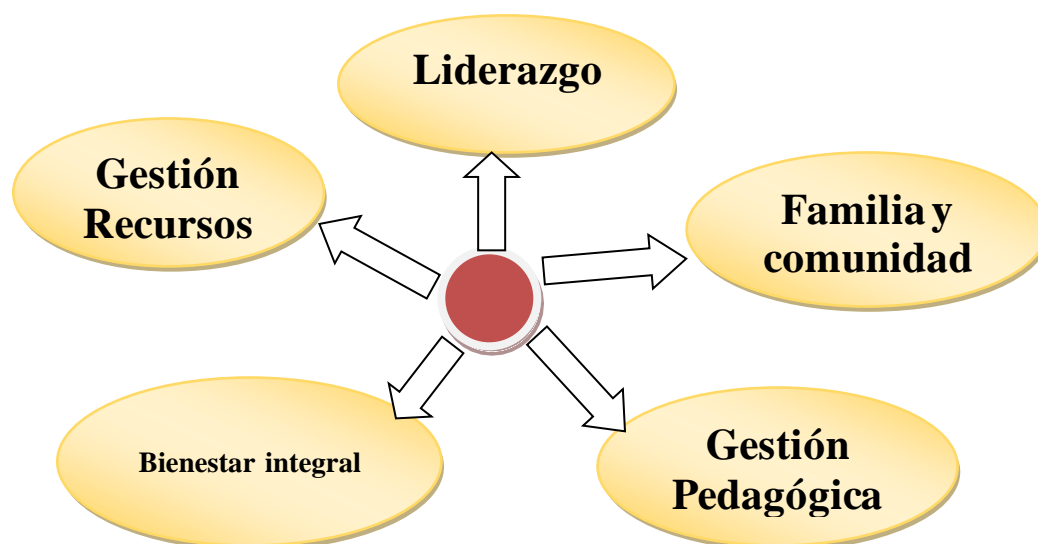 Liderazgo
Gestión
Recursos
Familia y
comunidad
Bienestar integral
Gestión
Pedagógica